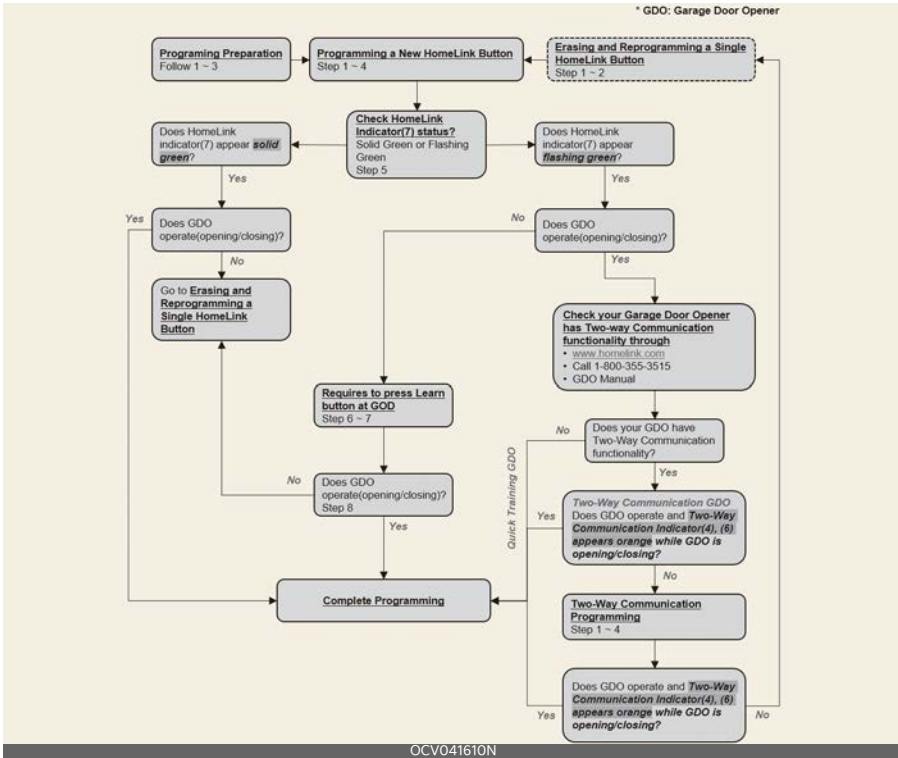 * GDO: Garage Door Opener
Programing Preparation
Follow 1 ~ 3
Programming a New HomeLink Button
Step 1 ~ 4
Erasing and Reprogramming a Single
HomeLink Button
Step 1 ~ 2
Does HomeLink
indicator(7) appear solid
green?
Check HomeLink
Indicator(7) status?
Solid Green or Flashing
Green
Step 5
Does HomeLink
indicator(7) appear
flashing green?
Yes
Yes
Yes
Does GDO
operate(opening/closing)?
No
Does GDO
operate(opening/closing)?
No
Yes
Go to Erasing and
Reprogramming a
Single HomeLink
Button
Check your Garage Door Opener
has Two-way Communication
functionality through
• www.homelink.com
• Call 1-800-355-3515
• GDO Manual
Requires to press Learn
button at GOD
Step 6 ~ 7
No
Does your GDO have
Two-Way Communication
functionality?
Quick Training GDO
Yes
No
Does GDO
operate(opening/closing)?
Step 8
Yes
Yes
Two-Way Communication GDO
Does GDO operate and Two-Way
Communication Indicator(4), (6)
appears orange while GDO is
opening/closing?
No
Complete Programming
Two-Way Communication
Programming
Step 1 ~ 4
Does GDO operate and Two-Way
Communication Indicator(4), (6)
appears orange while GDO is
opening/closing?
Yes
No
OCV041610N